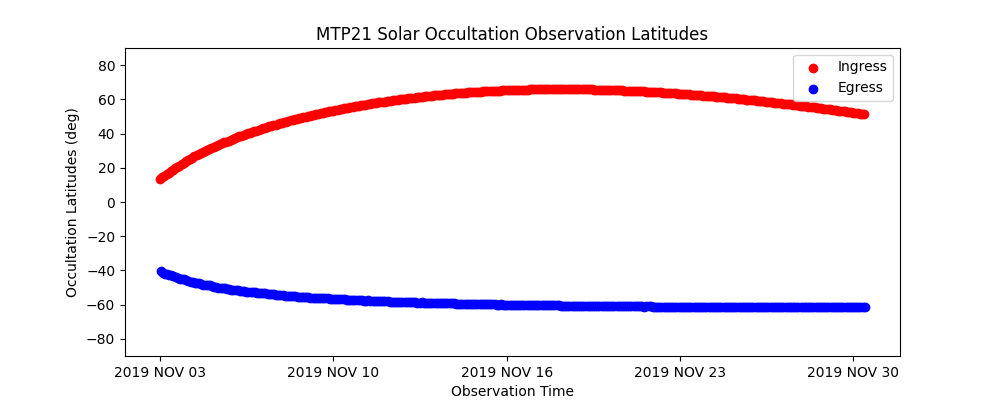 MTP21 Solar Occultation Observation Latitudes
Ingress
Egress
Occultation Latitudes (deg)
80
60
40
20
0
−20
−40
−60
−80
2019 NOV 03
2019 NOV 10
2019 NOV 16
2019 NOV 23
2019 NOV 30
Observation Time